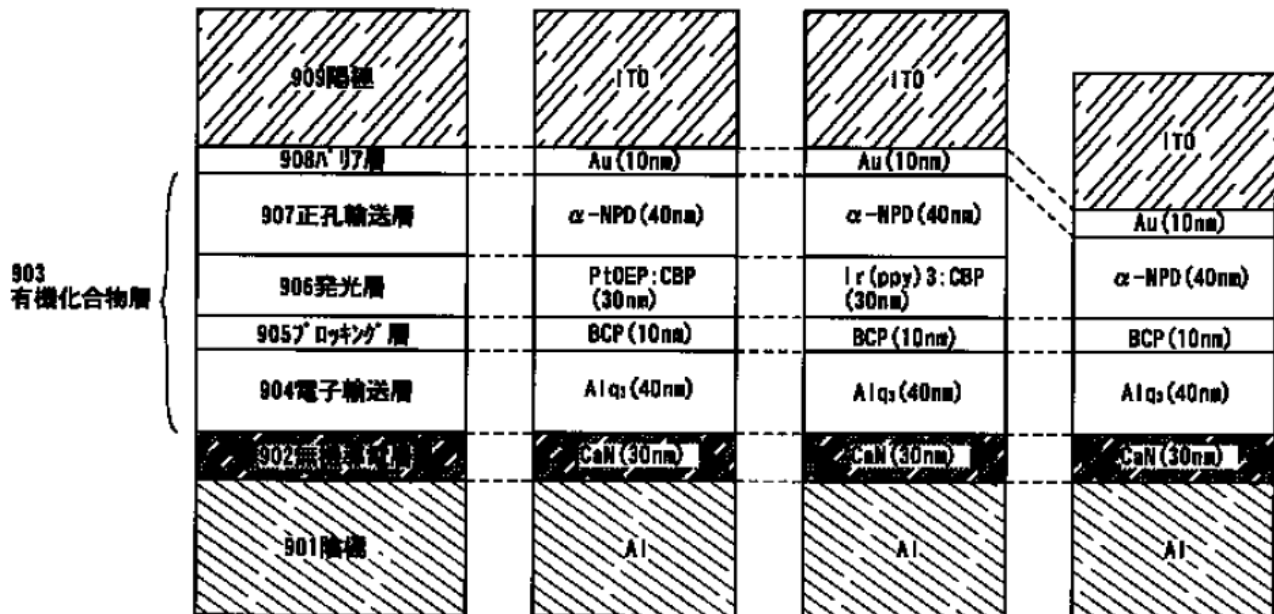 909陽極
908バリア層
907正孔輸送層
906発光層
905ブロッキング層
904電子輸送層
902無機導電層
901陰極
903
有機化合物層
ITO
Au(10nm)
α-NPD(40nm)
PtOEP:CBP
(30nm)
BCP(10nm)
Alq₃(40nm)
CaN(30nm)
Al
ITO
Au(10nm)
α-NPD(40nm)
Ir(ppy)3:CBP
(30nm)
BCP(10nm)
Alq₃(40nm)
CaN(30nm)
Al
ITO
Au(10nm)
α-NPD(40nm)
BCP(10nm)
Alq₃(40nm)
CaN(30nm)
Al